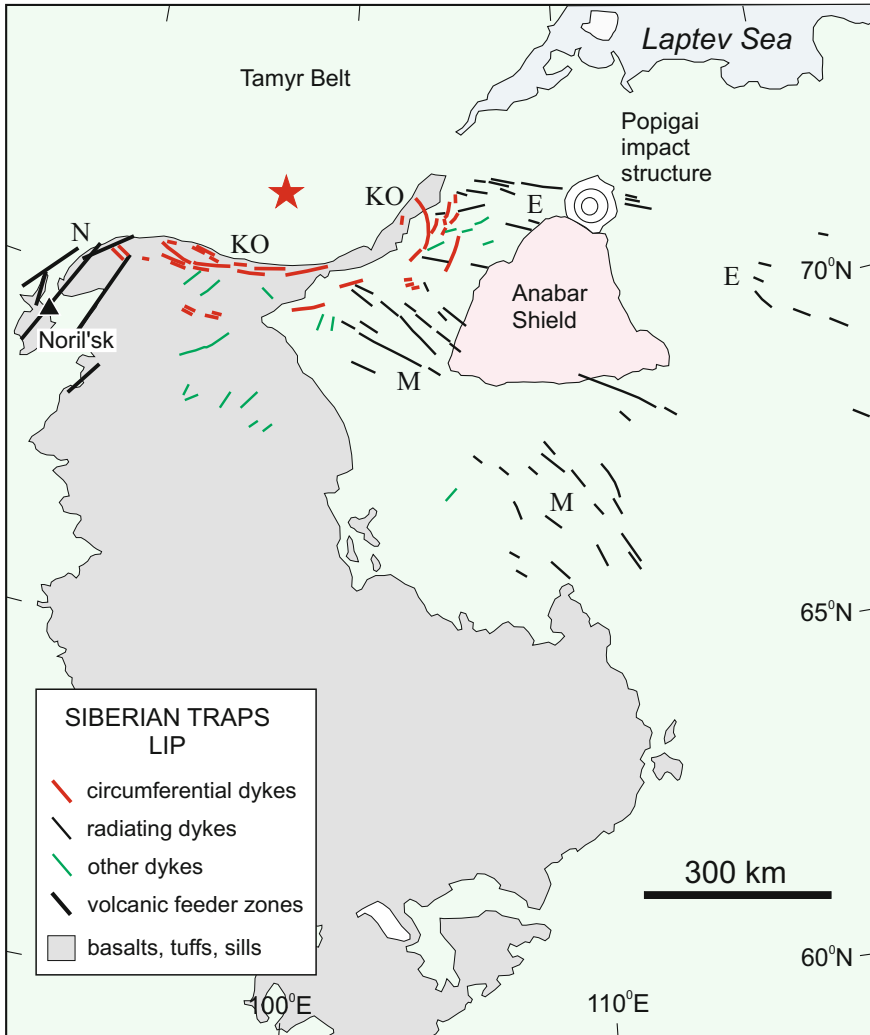 Laptev Sea
Tamyr Belt
Popigai
impact
structure
KO
E
N
KO
70⁰N
E
Anabar
Shield
Noril'sk
M
M
65⁰N
SIBERIAN TRAPS
LIP
circumferential dykes
radiating dykes
other dykes
volcanic feeder zones
basalts, tuffs, sills
300 km
60⁰N
100⁰E
110⁰E